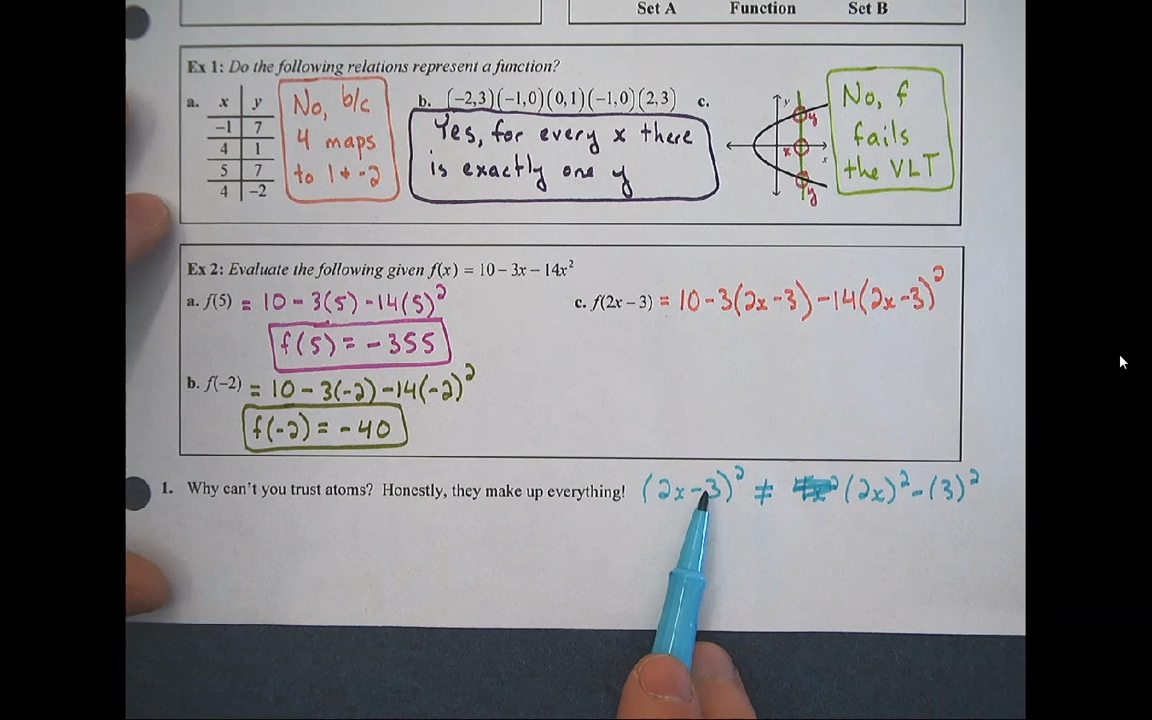 Set A Function Set B
Ex 1: Do the following relations represent a function?
a. x y
-1 7
4 1
5 7
4 -2
No, b/c
4 maps
to 1 + -2
b. (-2,3)(-1,0)(0,1)(-1,0)(2,3)
Yes, for every x there
is exactly one y
c.
y
y
x
x
y
No, f
fails
the VLT
Ex 2: Evaluate the following given f(x) = 10 - 3x - 14x²
a. f(5) = 10 - 3(5) - 14(5)²
f(5) = -355
b. f(-2) = 10 - 3(-2) - 14(-2)²
f(-2) = -40
c. f(2x - 3) = 10 - 3(2x - 3) - 14(2x - 3)²
1. Why can't you trust atoms? Honestly, they make up everything!
(2x - 3)² ≠ (2x)² - (3)²